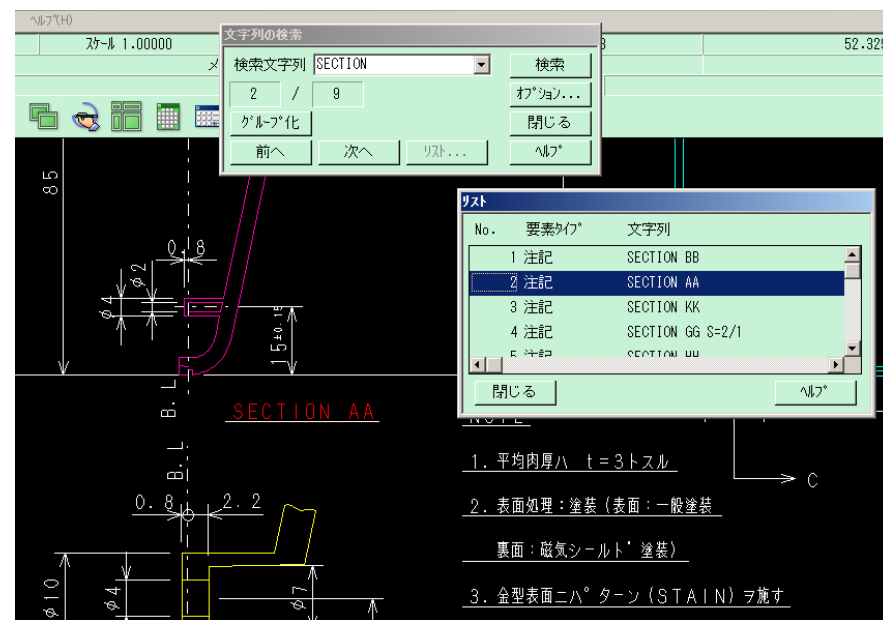 ﾍﾙﾌﾟ(H)
ｽｹｰﾙ 1.00000
52.329
文字列の検索
検索文字列 SECTION 検索
2 / 9 ｵﾌﾟｼｮﾝ...
ｸﾞﾙｰﾌﾟ化 閉じる
前へ 次へ ﾘｽﾄ... ﾍﾙﾌﾟ
ﾘｽﾄ
No. 要素ﾀｲﾌﾟ 文字列
1 注記 SECTION BB
2 注記 SECTION AA
3 注記 SECTION KK
4 注記 SECTION GG S=2/1
5 注記 SECTION HH
閉じる ﾍﾙﾌﾟ
85
0.8
φ2
φ4
15±0.15
B.L
SECTION AA
B.L
0.8 2.2
φ10
φ4
φ7
NOTE
1.平均肉厚ハ t=3トスル
2.表面処理:塗装(表面:一般塗装
裏面:磁気シールド塗装)
3.金型表面ニパターン(STAIN)ヲ施す
C